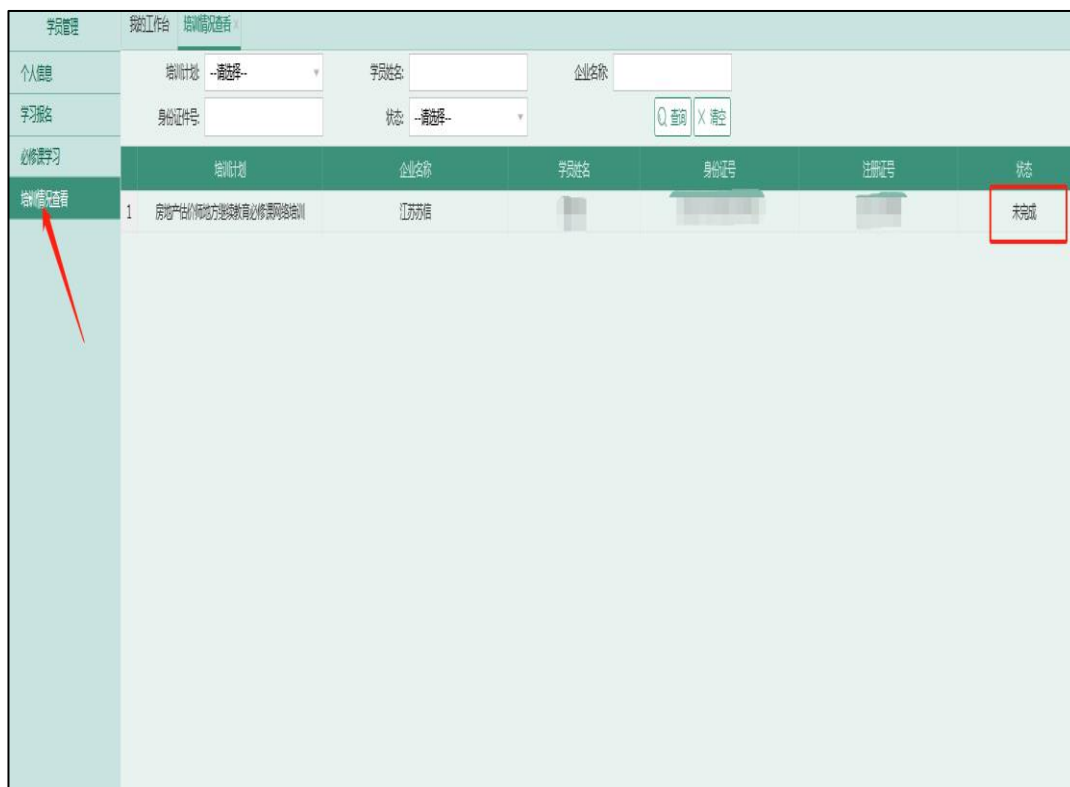 学员管理
我的工作台 培训情况查看 ×
个人信息
学习报名
必修课学习
培训情况查看
培训计划: --请选择-- 学员姓名: 企业名称:
身份证件号: 状态: --请选择-- 查询 清空
培训计划 企业名称 学员姓名 身份证号 注册证号 状态
1 房地产估价师地方继续教育必修课网络培训 江苏苏信 未完成